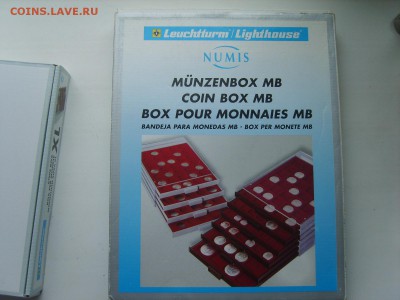 COINS.LAVE.RU
Leuchtturm/Lighthouse
NUMIS
MÜNZENBOX MB
COIN BOX MB
BOX POUR MONNAIES MB
BANDEJA PARA MONEDAS MB - BOX PER MONETE MB